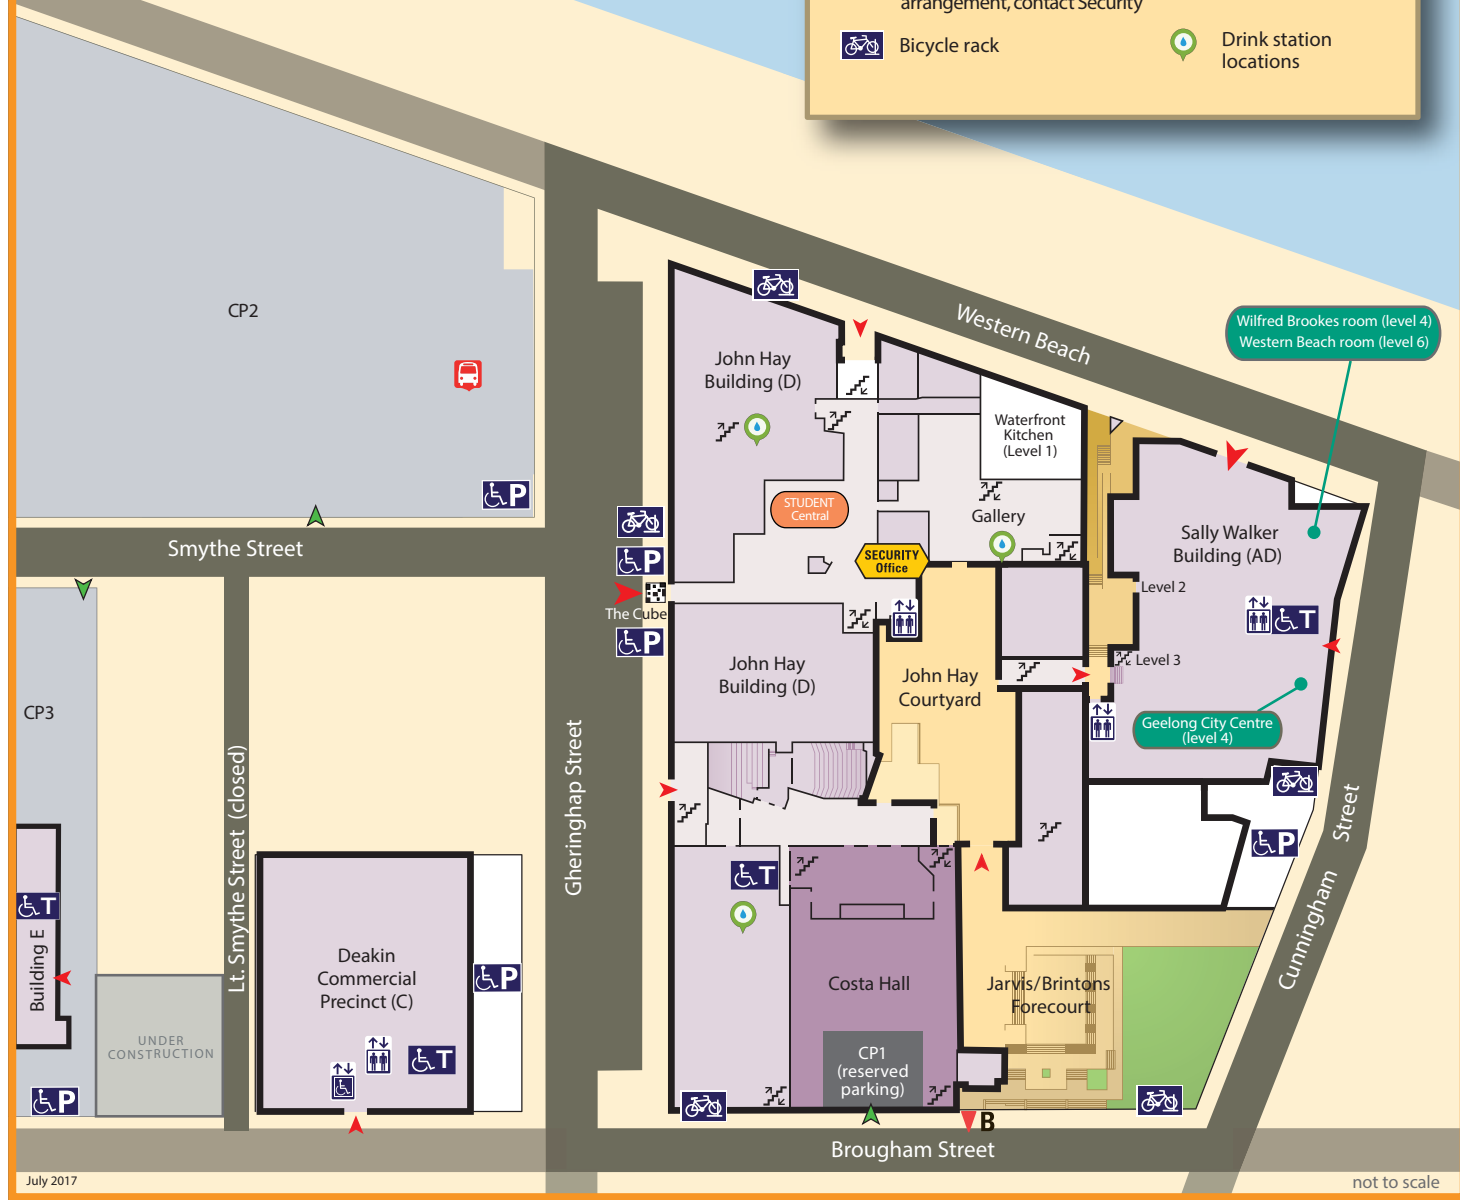 arrangement, contact Security
Bicycle rack
Drink station
locations
CP2
Western Beach
Wilfred Brookes room (level 4)
Western Beach room (level 6)
John Hay
Building (D)
Waterfront
Kitchen
(Level 1)
P
STUDENT
Central
Gallery
Sally Walker
Building (AD)
Smythe Street
SECURITY
Office
P
Level 2
The Cube
T
P
Level 3
John Hay
Building (D)
John Hay
Courtyard
CP3
Geelong City Centre
(level 4)
Gheringhap Street
Lt. Smythe Street (closed)
Cunningham Street
P
T
T
Building E
Deakin
Commercial
Precinct (C)
P
Costa Hall
Jarvis/Brintons
Forecourt
UNDER
CONSTRUCTION
T
CP1
(reserved
parking)
P
B
Brougham Street
July 2017
not to scale